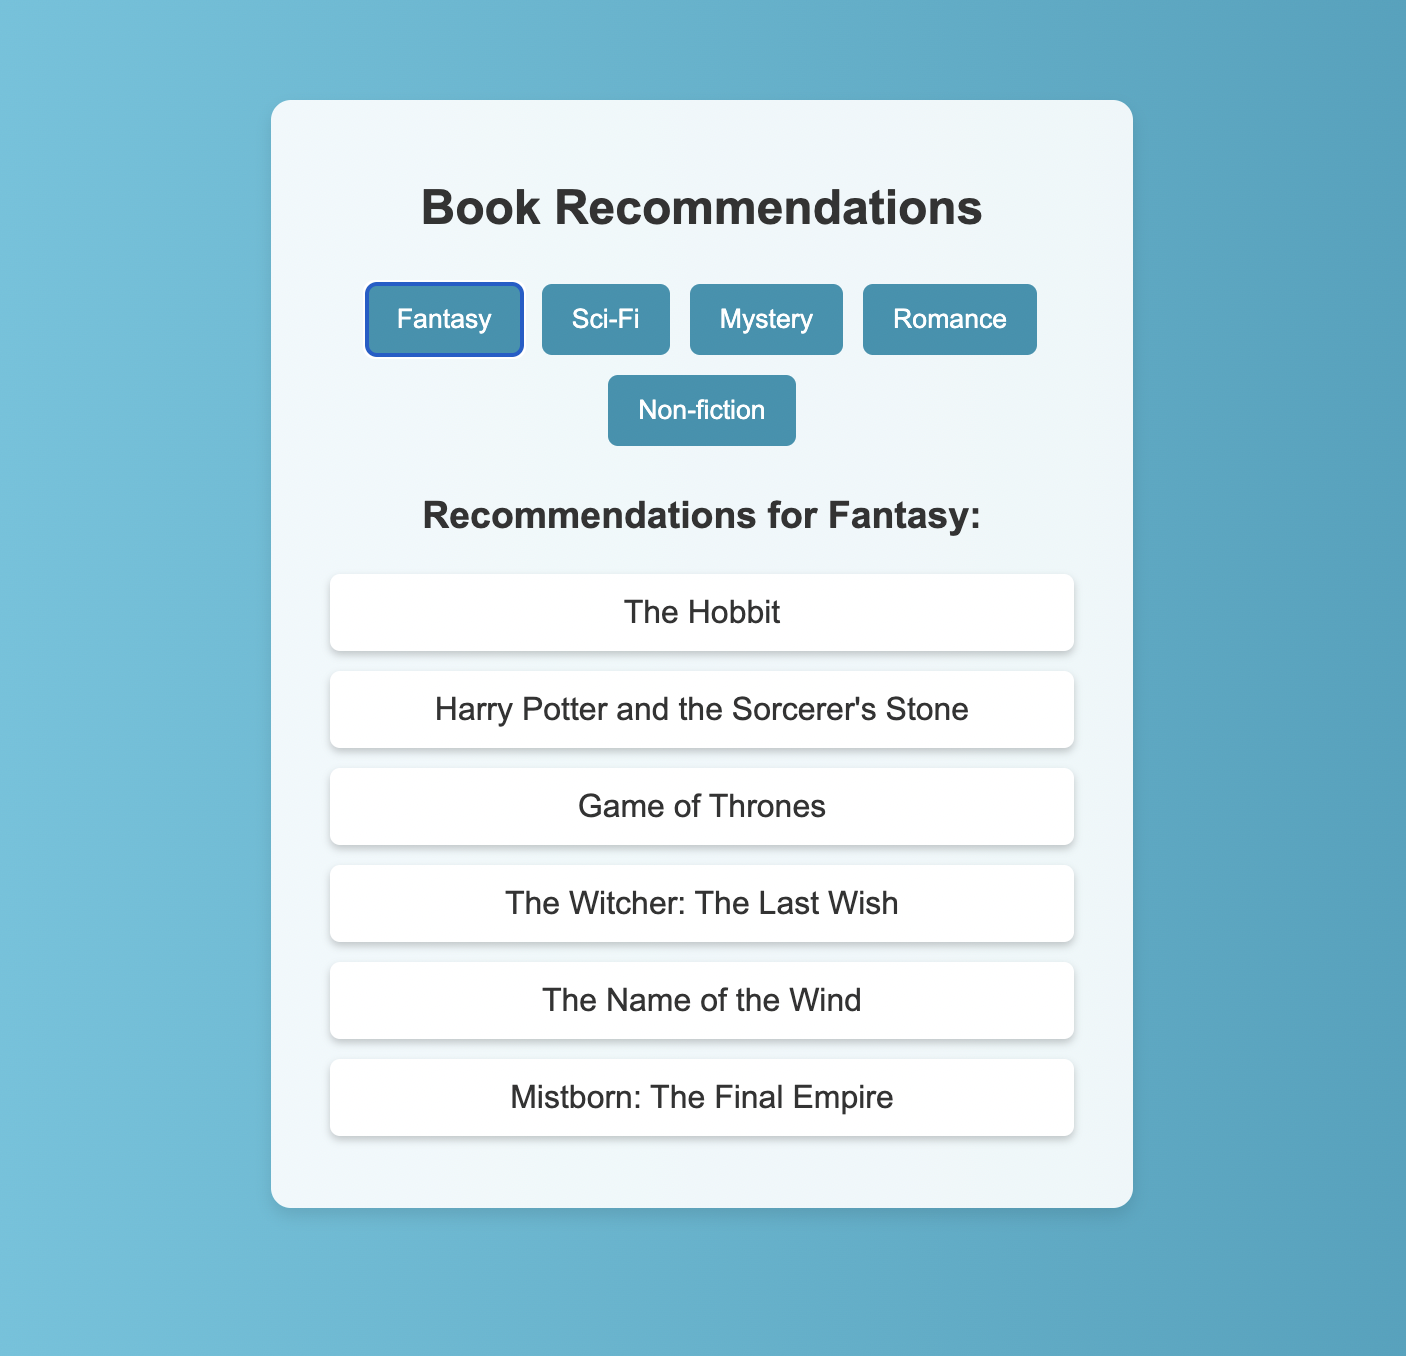 Book Recommendations
Fantasy Sci-Fi Mystery Romance
Non-fiction
Recommendations for Fantasy:
The Hobbit
Harry Potter and the Sorcerer's Stone
Game of Thrones
The Witcher: The Last Wish
The Name of the Wind
Mistborn: The Final Empire